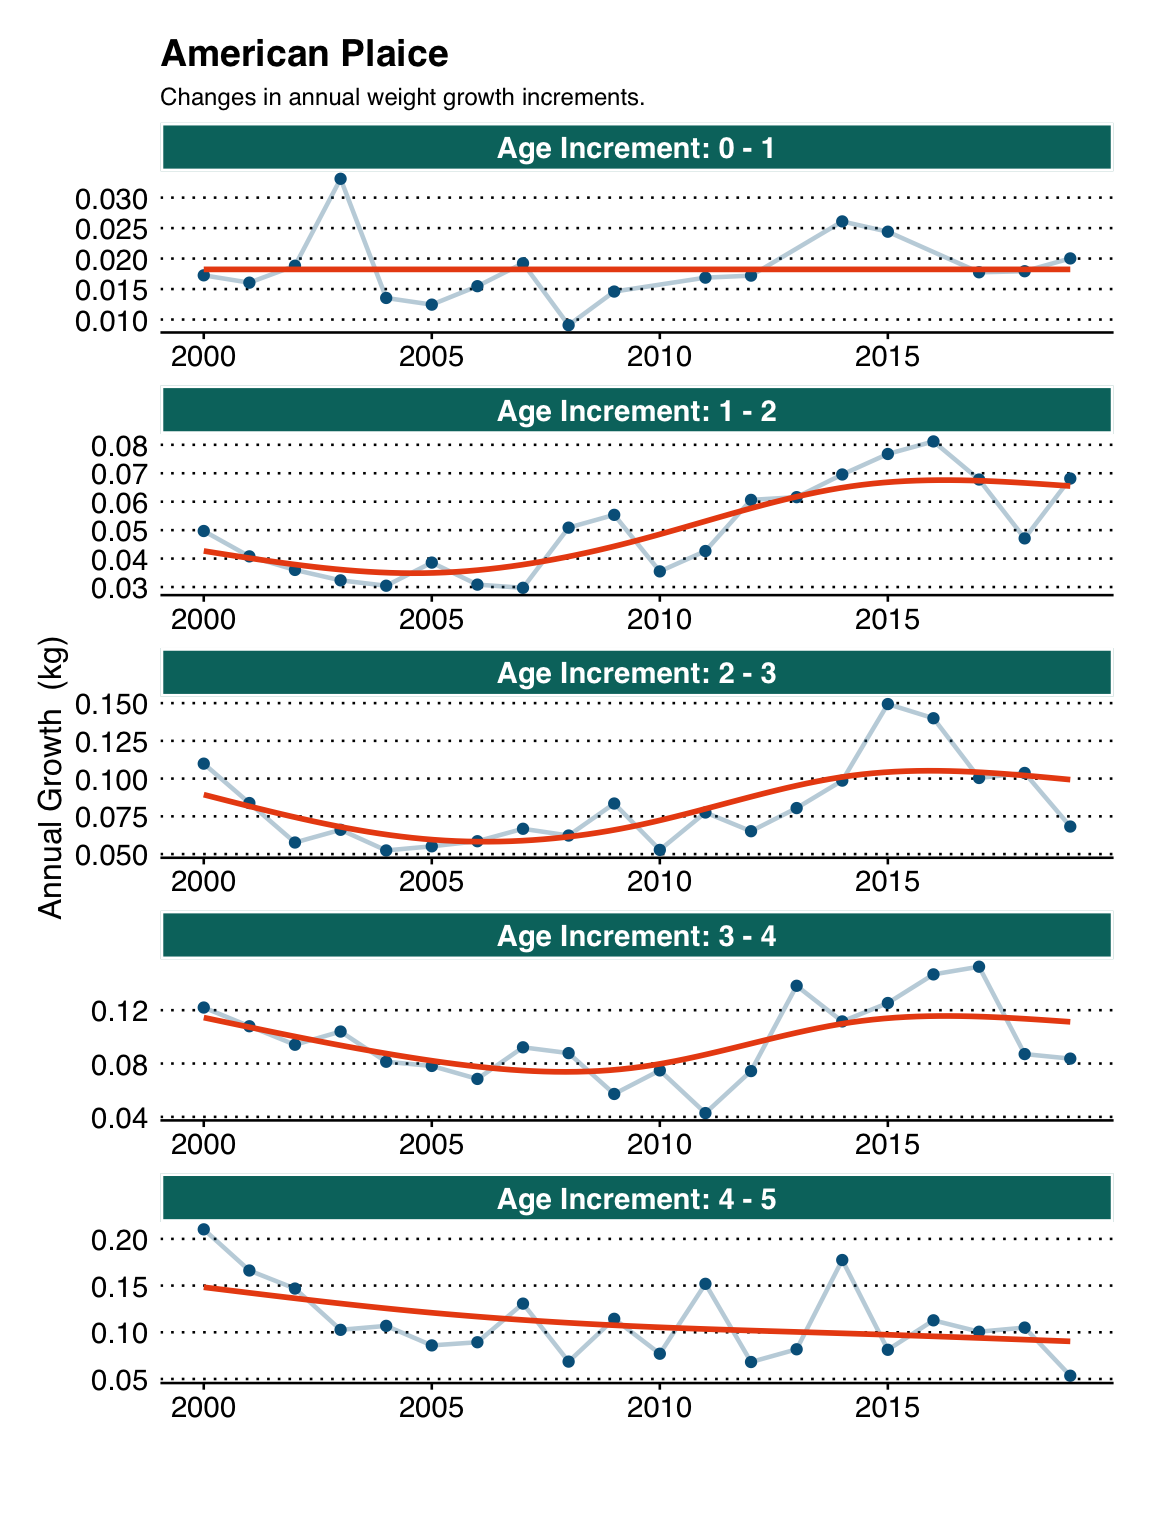 American Plaice
Changes in annual weight growth increments.
Annual Growth  (kg)
Age Increment: 0 - 1
0.030
0.025
0.020
0.015
0.010
2000 2005 2010 2015
Age Increment: 1 - 2
0.08
0.07
0.06
0.05
0.04
0.03
2000 2005 2010 2015
Age Increment: 2 - 3
0.150
0.125
0.100
0.075
0.050
2000 2005 2010 2015
Age Increment: 3 - 4
0.12
0.08
0.04
2000 2005 2010 2015
Age Increment: 4 - 5
0.20
0.15
0.10
0.05
2000 2005 2010 2015